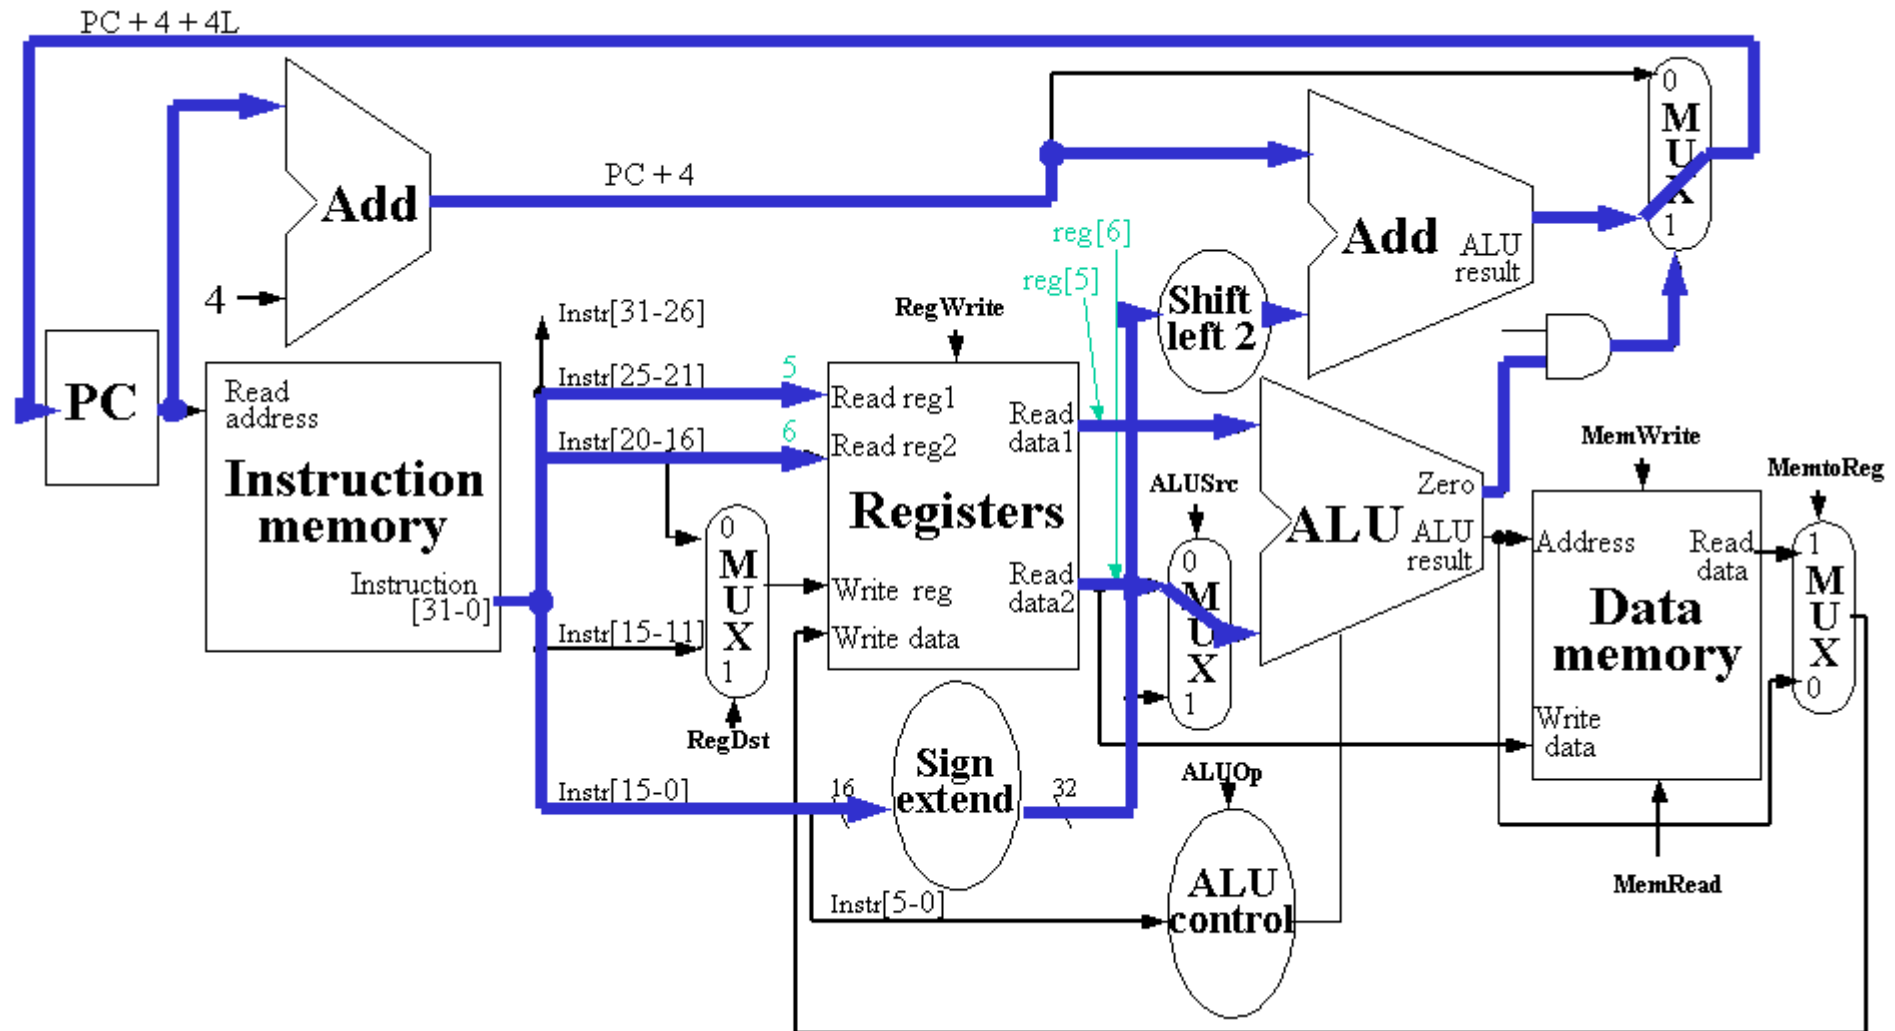 PC + 4 + 4L
0
M
U
X
1
Add
PC + 4
4
reg[6]
reg[5]
Add
ALU
result
Shift
left 2
PC
Read
address
Instruction
memory
Instruction
[31-0]
Instr[31-26]
Instr[25-21]
5
Instr[20-16]
6
Instr[15-11]
Instr[15-0]
Instr[5-0]
0
M
U
X
1
RegDst
RegWrite
Read reg1
Read
data1
Read reg2
Registers
Write reg
Read
data2
Write data
16
Sign
extend
32
ALUSrc
0
M
U
X
1
ALUOp
ALU
control
Zero
ALU
ALU
result
MemWrite
Address
Read
data
Data
memory
Write
data
MemRead
MemtoReg
1
M
U
X
0